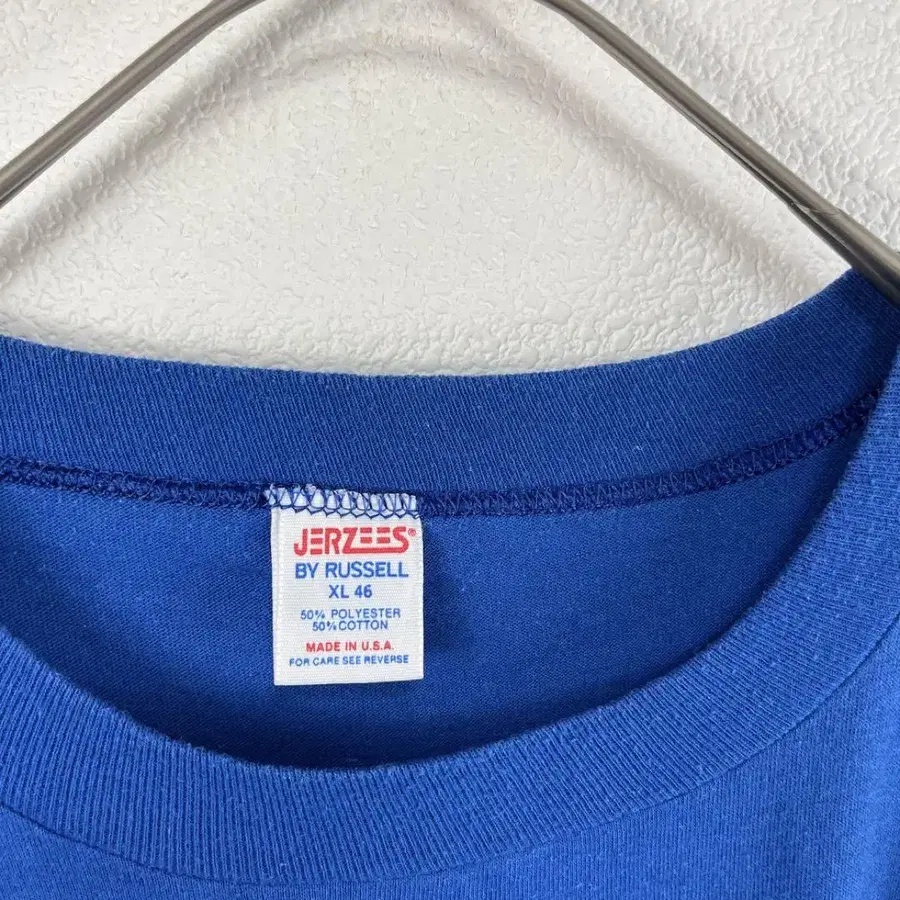 JERZEES®
BY RUSSELL
XL 46
50% POLYESTER
50% COTTON
MADE IN U.S.A.
FOR CARE SEE REVERSE